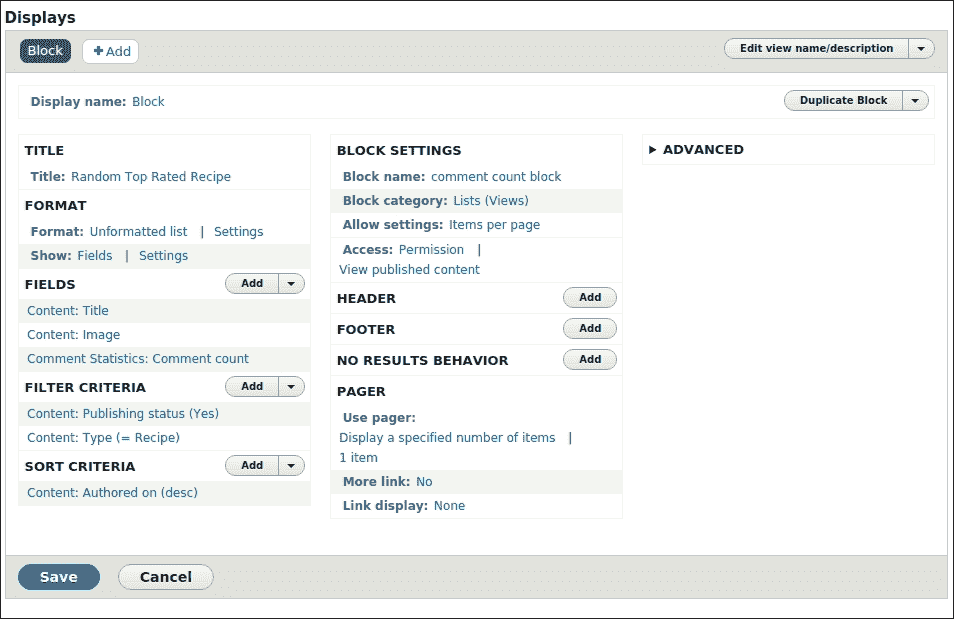 Displays
Block
+Add
Edit view name/description
Display name: Block
Duplicate Block
TITLE
Title: Random Top Rated Recipe
FORMAT
Format: Unformatted list | Settings
Show: Fields | Settings
FIELDS
Add
Content: Title
Content: Image
Comment Statistics: Comment count
FILTER CRITERIA
Add
Content: Publishing status (Yes)
Content: Type (= Recipe)
SORT CRITERIA
Add
Content: Authored on (desc)
BLOCK SETTINGS
Block name: comment count block
Block category: Lists (Views)
Allow settings: Items per page
Access: Permission |
View published content
HEADER
Add
FOOTER
Add
NO RESULTS BEHAVIOR
Add
PAGER
Use pager:
Display a specified number of items |
1 item
More link: No
Link display: None
ADVANCED
Save
Cancel